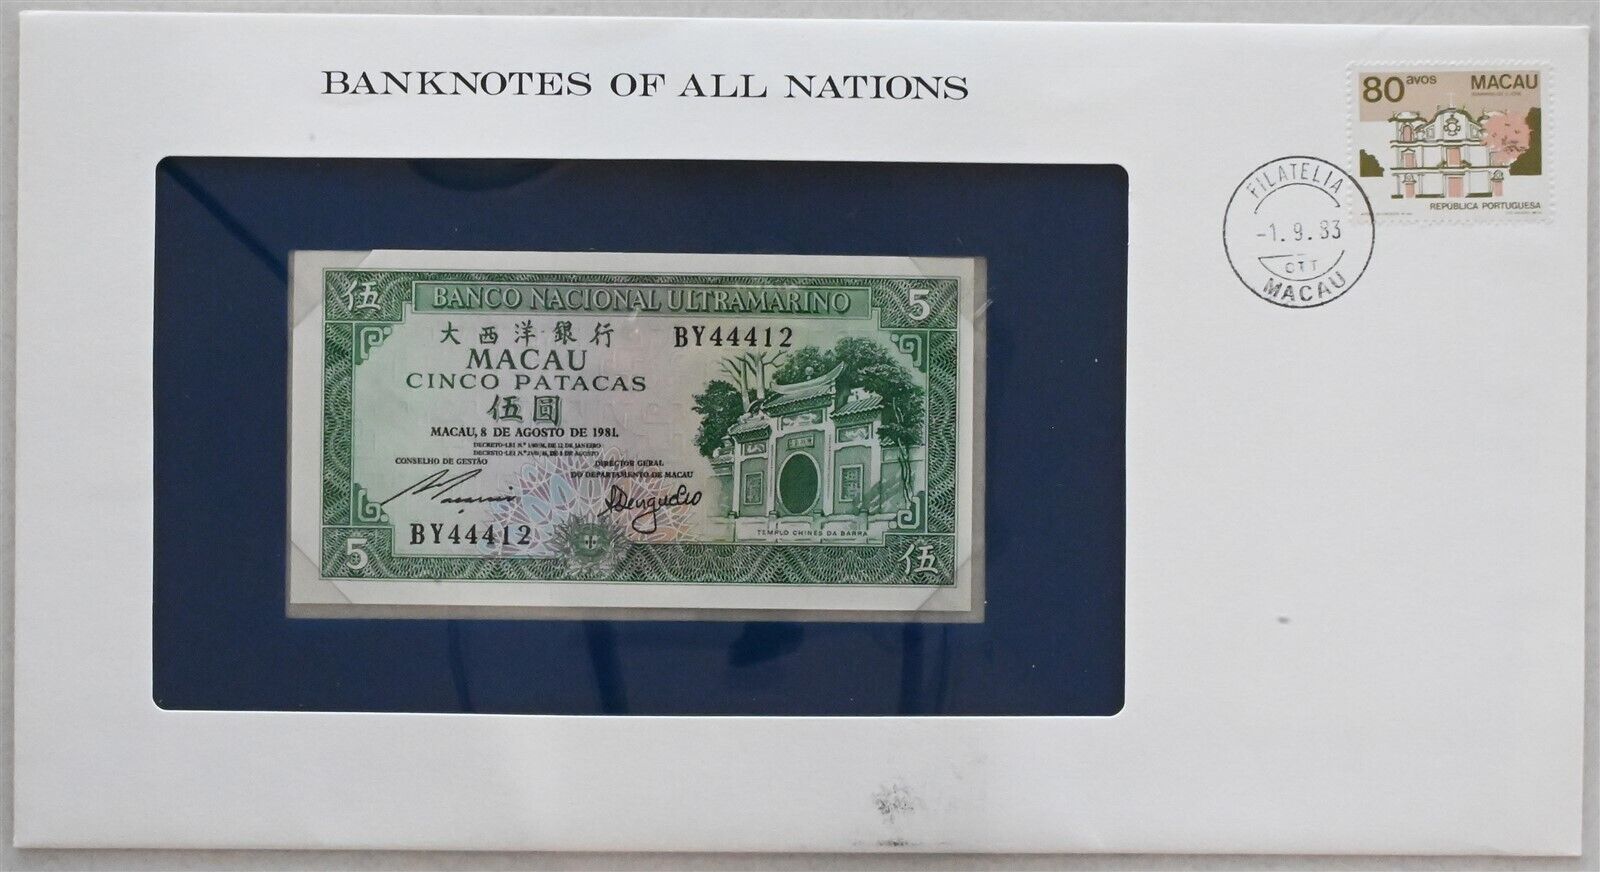 BANKNOTES OF ALL NATIONS
80 avos MACAU
REPÚBLICA PORTUGUESA
FILATELIA
-1. 9. 83
CTT
MACAU
伍 BANCO NACIONAL ULTRAMARINO 5
大西洋銀行 BY44412
MACAU
CINCO PATACAS
伍圓
MACAU, 8 DE AGOSTO DE 1981.
CONSELHO DE GESTÃO
DIRECTOR GERAL
DO DEPARTAMENTO DE MACAU
BY44412
TEMPLO CHINÊS DA BARRA
5 伍